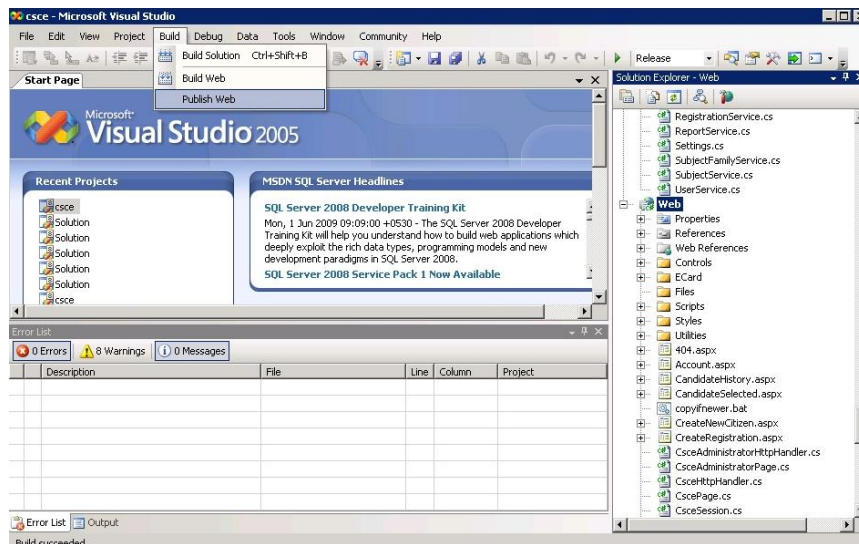 csce - Microsoft Visual Studio
File Edit View Project Build Debug Data Tools Window Community Help
Build Solution Ctrl+Shift+B
Build Web
Publish Web
Release
Start Page
Microsoft
Visual Studio 2005
Recent Projects
csce
Solution
Solution
Solution
Solution
Solution
csce
MSDN SQL Server Headlines
SQL Server 2008 Developer Training Kit
Mon, 1 Jun 2009 09:09:00 +0530 - The SQL Server 2008 Developer
Training Kit will help you understand how to build web applications which
deeply exploit the rich data types, programming models and new
development paradigms in SQL Server 2008.
SQL Server 2008 Service Pack 1 Now Available
Error List
0 Errors 8 Warnings 0 Messages
Description File Line Column Project
Error List Output
Build succeeded
Solution Explorer - Web
RegistrationService.cs
ReportService.cs
Settings.cs
SubjectFamilyService.cs
SubjectService.cs
UserService.cs
Web
Properties
References
Web References
Controls
ECard
Files
Scripts
Styles
Utilities
404.aspx
Account.aspx
CandidateHistory.aspx
CandidateSelected.aspx
copyifnewer.bat
CreateNewCitizen.aspx
CreateRegistration.aspx
CsceAdministratorHttpHandler.cs
CsceAdministratorPage.cs
CsceHttpHandler.cs
CscePage.cs
CsceSession.cs